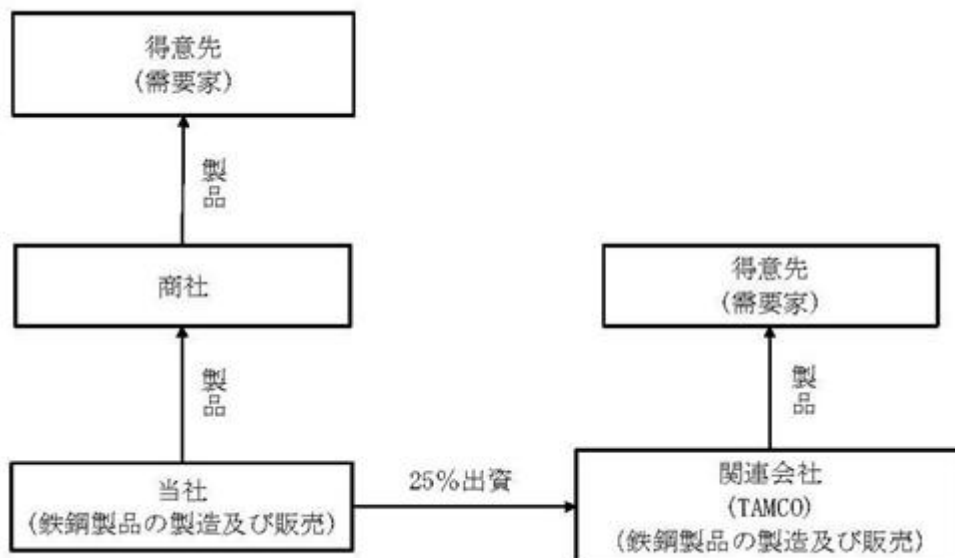 得意先
(需要家)
製品
商社
得意先
(需要家)
製品
製品
当社
(鉄鋼製品の製造及び販売)
25%出資
関連会社
(TAMCO)
(鉄鋼製品の製造及び販売)